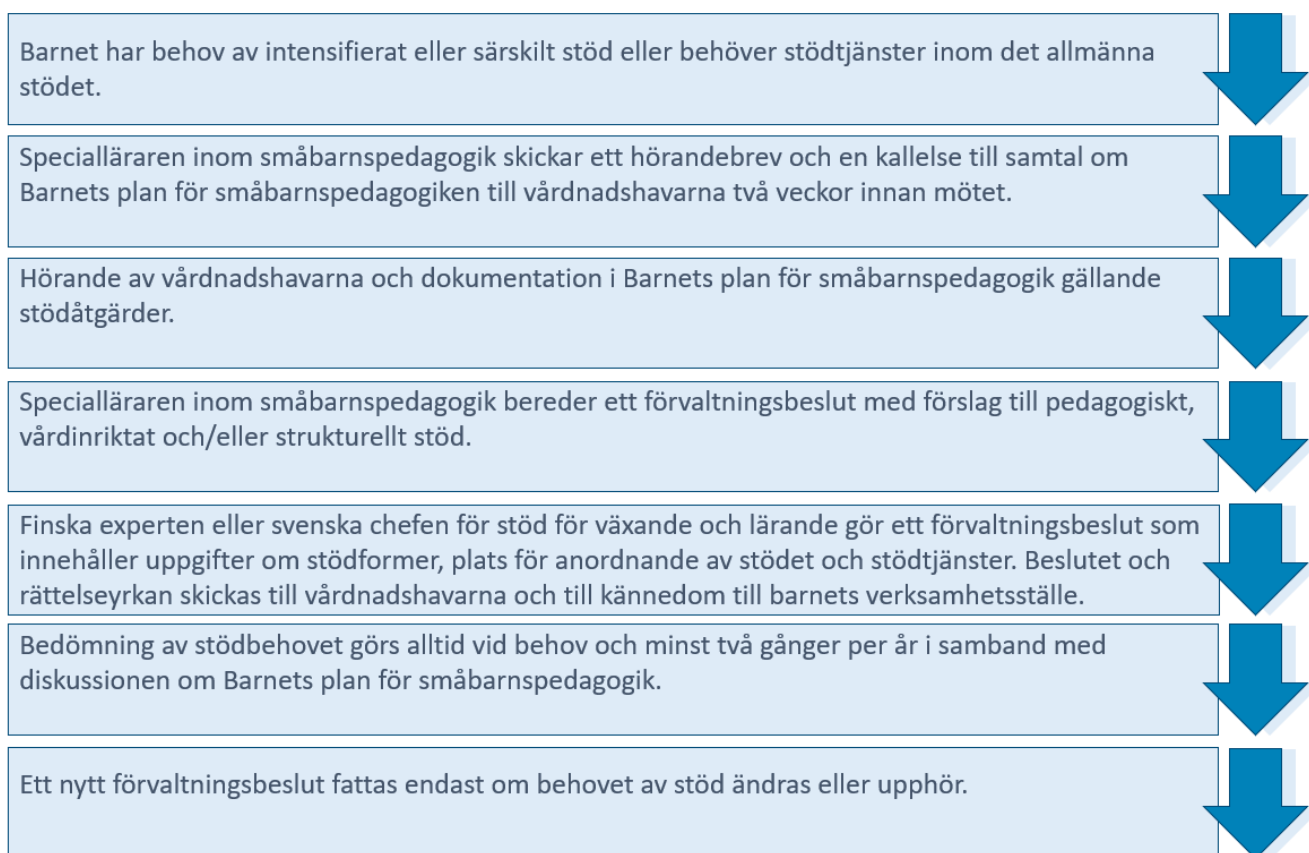 Barnet har behov av intensifierat eller särskilt stöd eller behöver stödtjänster inom det allmänna
stödet.
Specialläraren inom småbarnspedagogik skickar ett hörandebrev och en kallelse till samtal om
Barnets plan för småbarnspedagogiken till vårdnadshavarna två veckor innan mötet.
Hörande av vårdnadshavarna och dokumentation i Barnets plan för småbarnspedagogik gällande
stödåtgärder.
Specialläraren inom småbarnspedagogik bereder ett förvaltningsbeslut med förslag till pedagogiskt,
vårdinriktat och/eller strukturellt stöd.
Finska experten eller svenska chefen för stöd för växande och lärande gör ett förvaltningsbeslut som
innehåller uppgifter om stödformer, plats för anordnande av stödet och stödtjänster. Beslutet och
rättelseyrkan skickas till vårdnadshavarna och till kännedom till barnets verksamhetsställe.
Bedömning av stödbehovet görs alltid vid behov och minst två gånger per år i samband med
diskussionen om Barnets plan för småbarnspedagogik.
Ett nytt förvaltningsbeslut fattas endast om behovet av stöd ändras eller upphör.